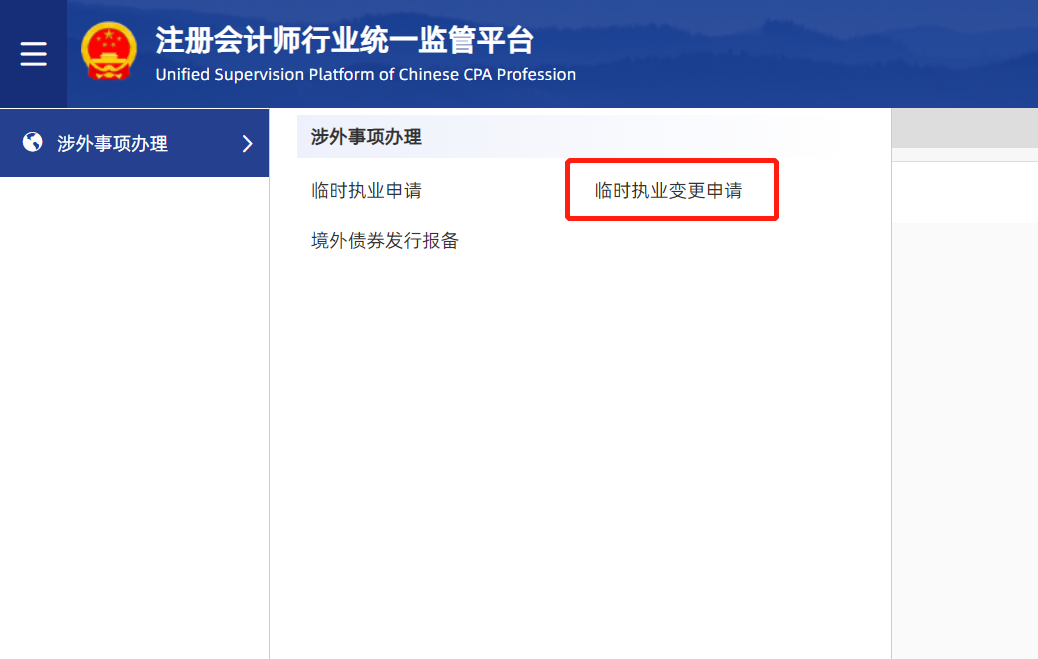 注册会计师行业统一监管平台
Unified Supervision Platform of Chinese CPA Profession
涉外事项办理
涉外事项办理
临时执业申请
临时执业变更申请
境外债券发行报备